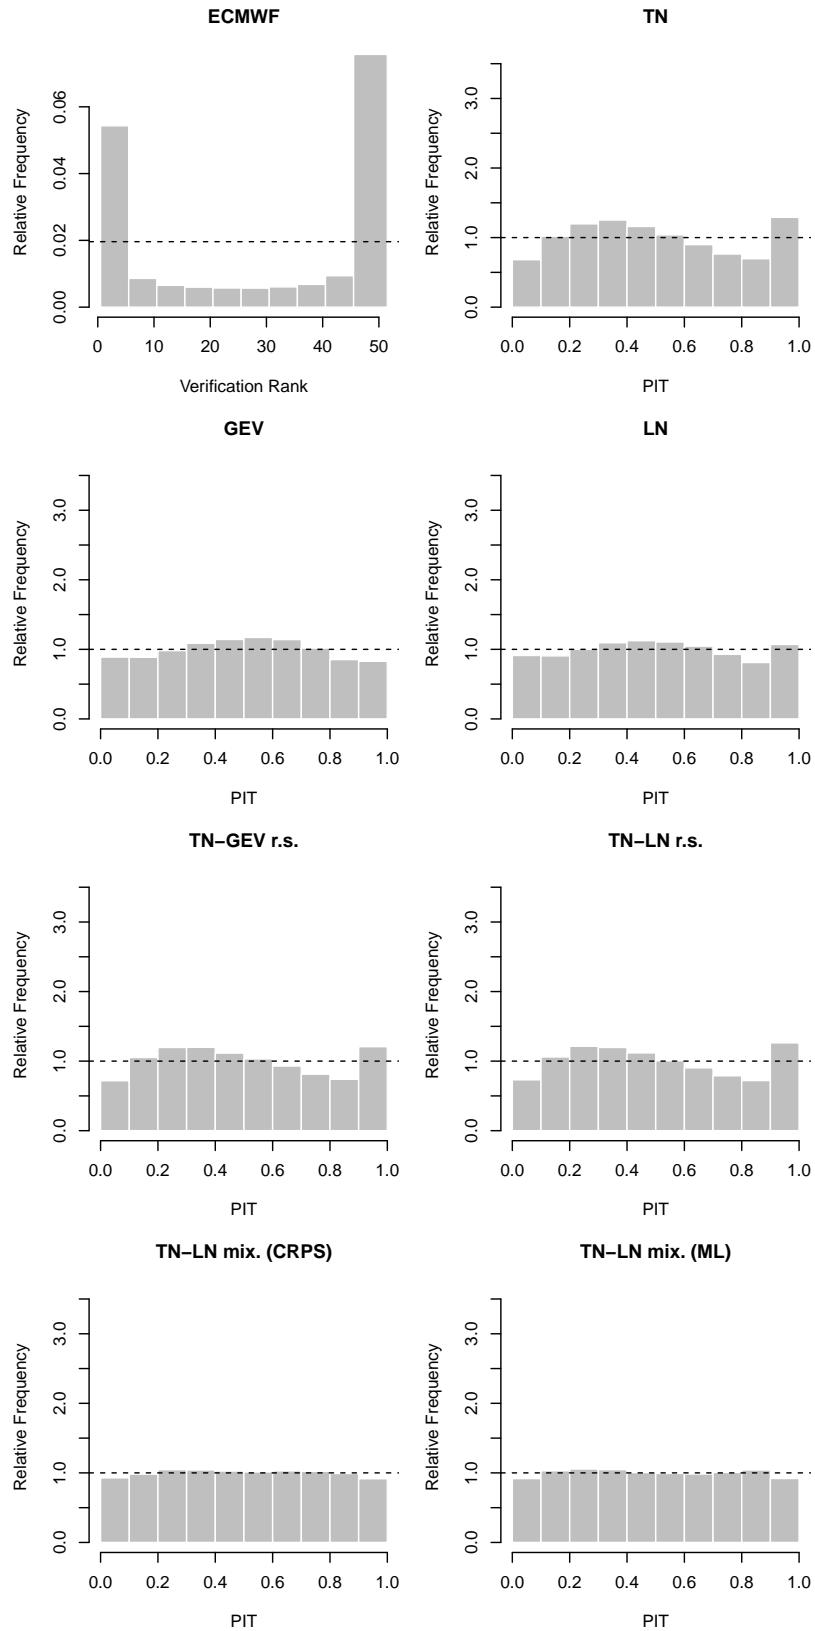 ECMWF
Relative Frequency
0.00 0.02 0.04 0.06
0 10 20 30 40 50
Verification Rank
TN
Relative Frequency
0.0 1.0 2.0 3.0
0.0 0.2 0.4 0.6 0.8 1.0
PIT
GEV
Relative Frequency
0.0 1.0 2.0 3.0
0.0 0.2 0.4 0.6 0.8 1.0
PIT
LN
Relative Frequency
0.0 1.0 2.0 3.0
0.0 0.2 0.4 0.6 0.8 1.0
PIT
TN−GEV r.s.
Relative Frequency
0.0 1.0 2.0 3.0
0.0 0.2 0.4 0.6 0.8 1.0
PIT
TN−LN r.s.
Relative Frequency
0.0 1.0 2.0 3.0
0.0 0.2 0.4 0.6 0.8 1.0
PIT
TN−LN mix. (CRPS)
Relative Frequency
0.0 1.0 2.0 3.0
0.0 0.2 0.4 0.6 0.8 1.0
PIT
TN−LN mix. (ML)
Relative Frequency
0.0 1.0 2.0 3.0
0.0 0.2 0.4 0.6 0.8 1.0
PIT